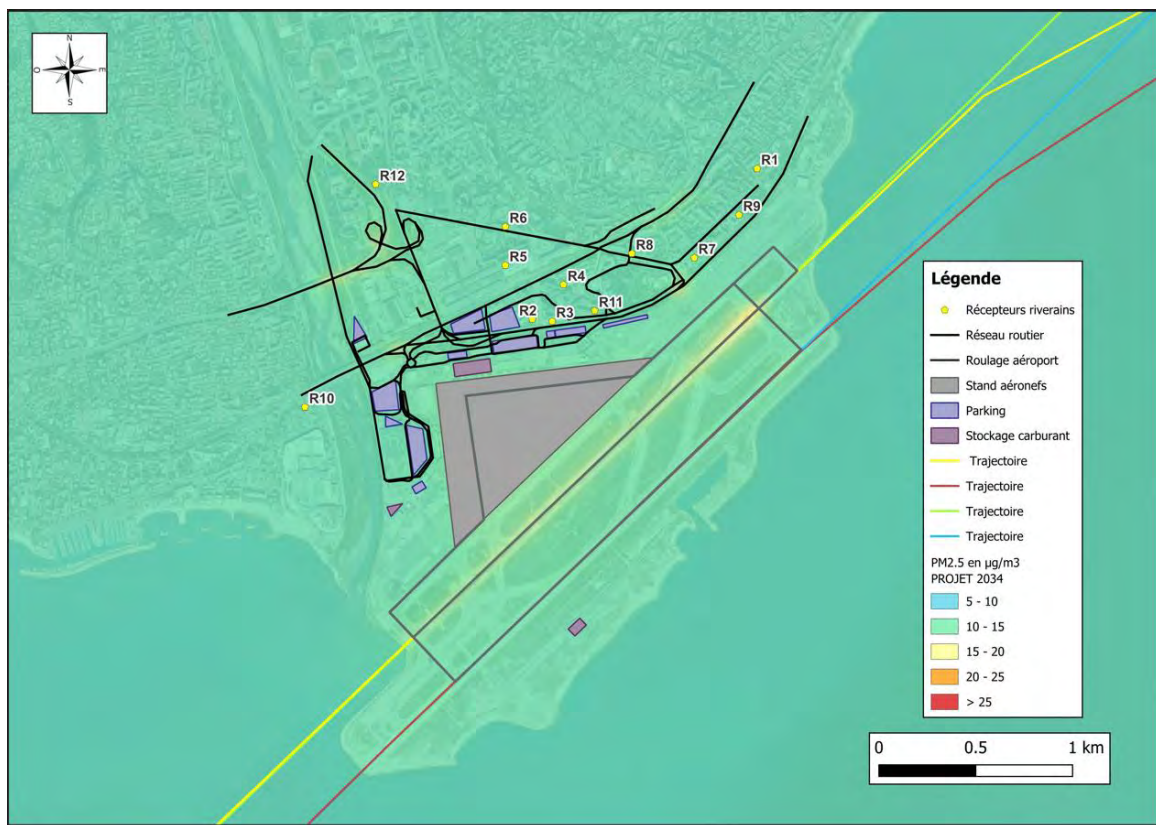 N
O
E
S
R1
R12
R9
R6
R8
R7
R5
R4
R11
R2
R3
R10
Légende
Récepteurs riverains
Réseau routier
Roulage aéroport
Stand aéronefs
Parking
Stockage carburant
Trajectoire
Trajectoire
Trajectoire
Trajectoire
PM2.5 en µg/m3
PROJET 2034
5 - 10
10 - 15
15 - 20
20 - 25
> 25
0 0.5 1 km